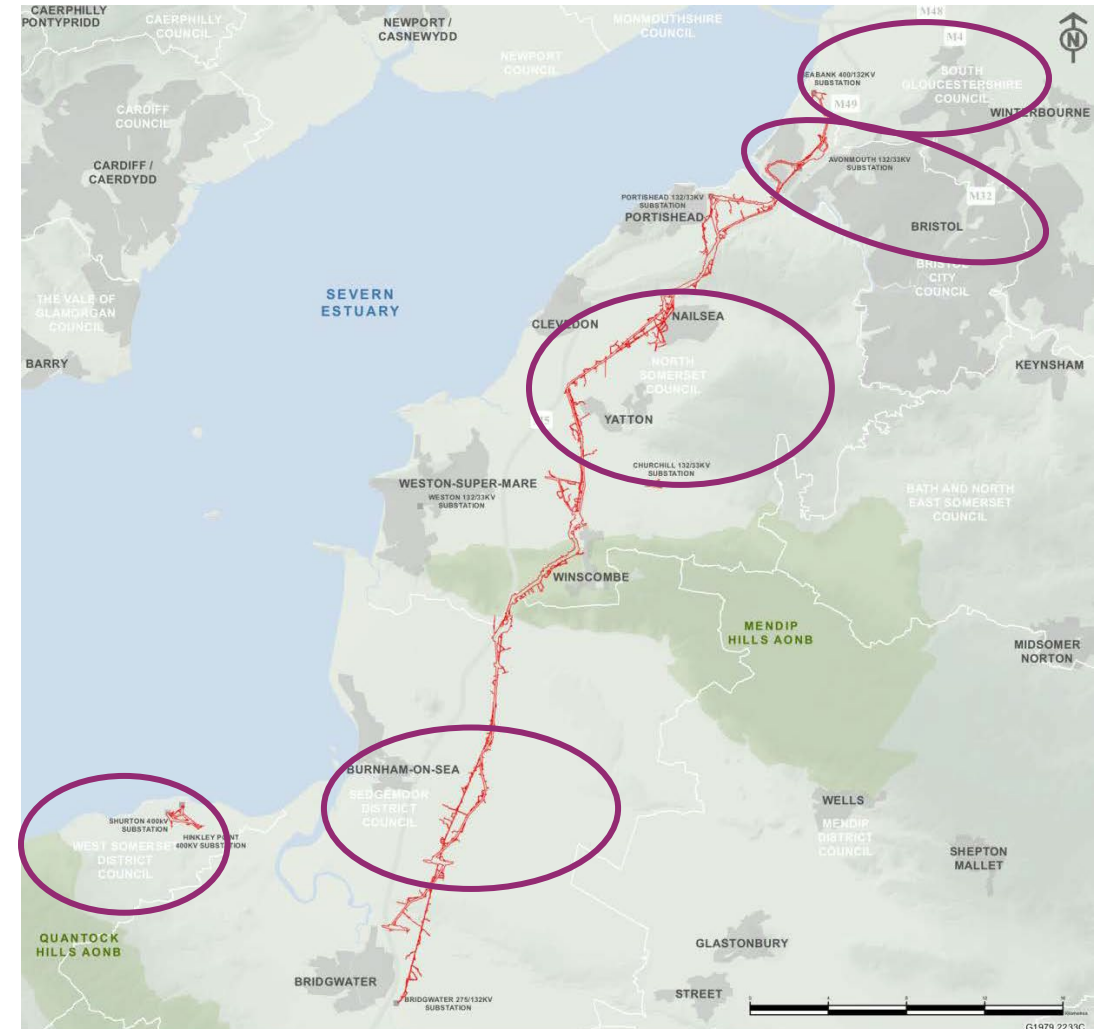 CAERPHILLY
PONTYPRIDD
CAERPHILLY
COUNCIL
NEWPORT /
CASNEWYDD
MONMOUTHSHIRE
COUNCIL
M48
M4
N
NEWPORT
COUNCIL
SOUTH
GLOUCESTERSHIRE
COUNCIL
SEABANK 400/132KV
SUBSTATION
M49
WINTERBOURNE
CARDIFF
COUNCIL
CARDIFF /
CAERDYDD
AVONMOUTH 132/33KV
SUBSTATION
PORTISHEAD 132/33KV
SUBSTATION
PORTISHEAD
M32
BRISTOL
BRISTOL
CITY
COUNCIL
THE VALE OF
GLAMORGAN
COUNCIL
SEVERN
ESTUARY
CLEVEDON
NAILSEA
BARRY
NORTH
SOMERSET
COUNCIL
KEYNSHAM
M5
YATTON
CHURCHILL 132/33KV
SUBSTATION
WESTON-SUPER-MARE
WESTON 132/33KV
SUBSTATION
BATH AND NORTH
EAST SOMERSET
COUNCIL
WINSCOMBE
MENDIP
HILLS AONB
MIDSOMER
NORTON
BURNHAM-ON-SEA
SEDGEMOOR
DISTRICT
COUNCIL
WELLS
MENDIP
DISTRICT
COUNCIL
SHURTON 400kV
SUBSTATION
HINKLEY POINT
400KV SUBSTATION
WEST SOMERSET
DISTRICT
COUNCIL
SHEPTON
MALLET
QUANTOCK
HILLS AONB
GLASTONBURY
BRIDGWATER
STREET
BRIDGWATER 275/132KV
SUBSTATION
Kilometres
G1979.2233C